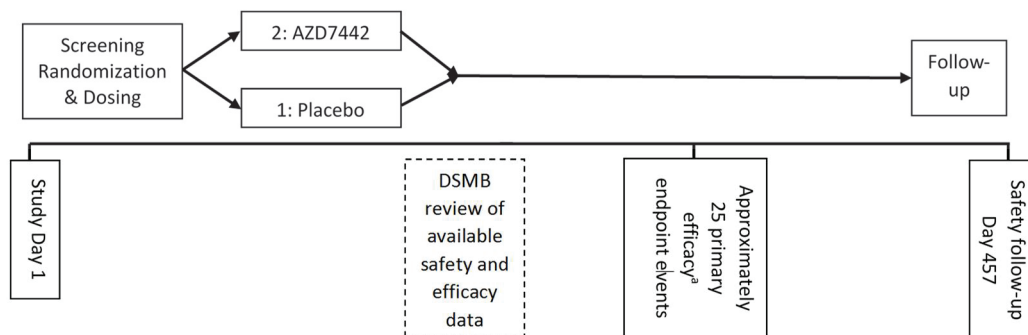 Screening
Randomization
& Dosing
2: AZD7442
1: Placebo
Follow-
up
Study Day 1
DSMB
review of
available
safety and
efficacy
data
Approximately
25 primary
efficacyᵃ
endpoint events
Safety follow-up
Day 457